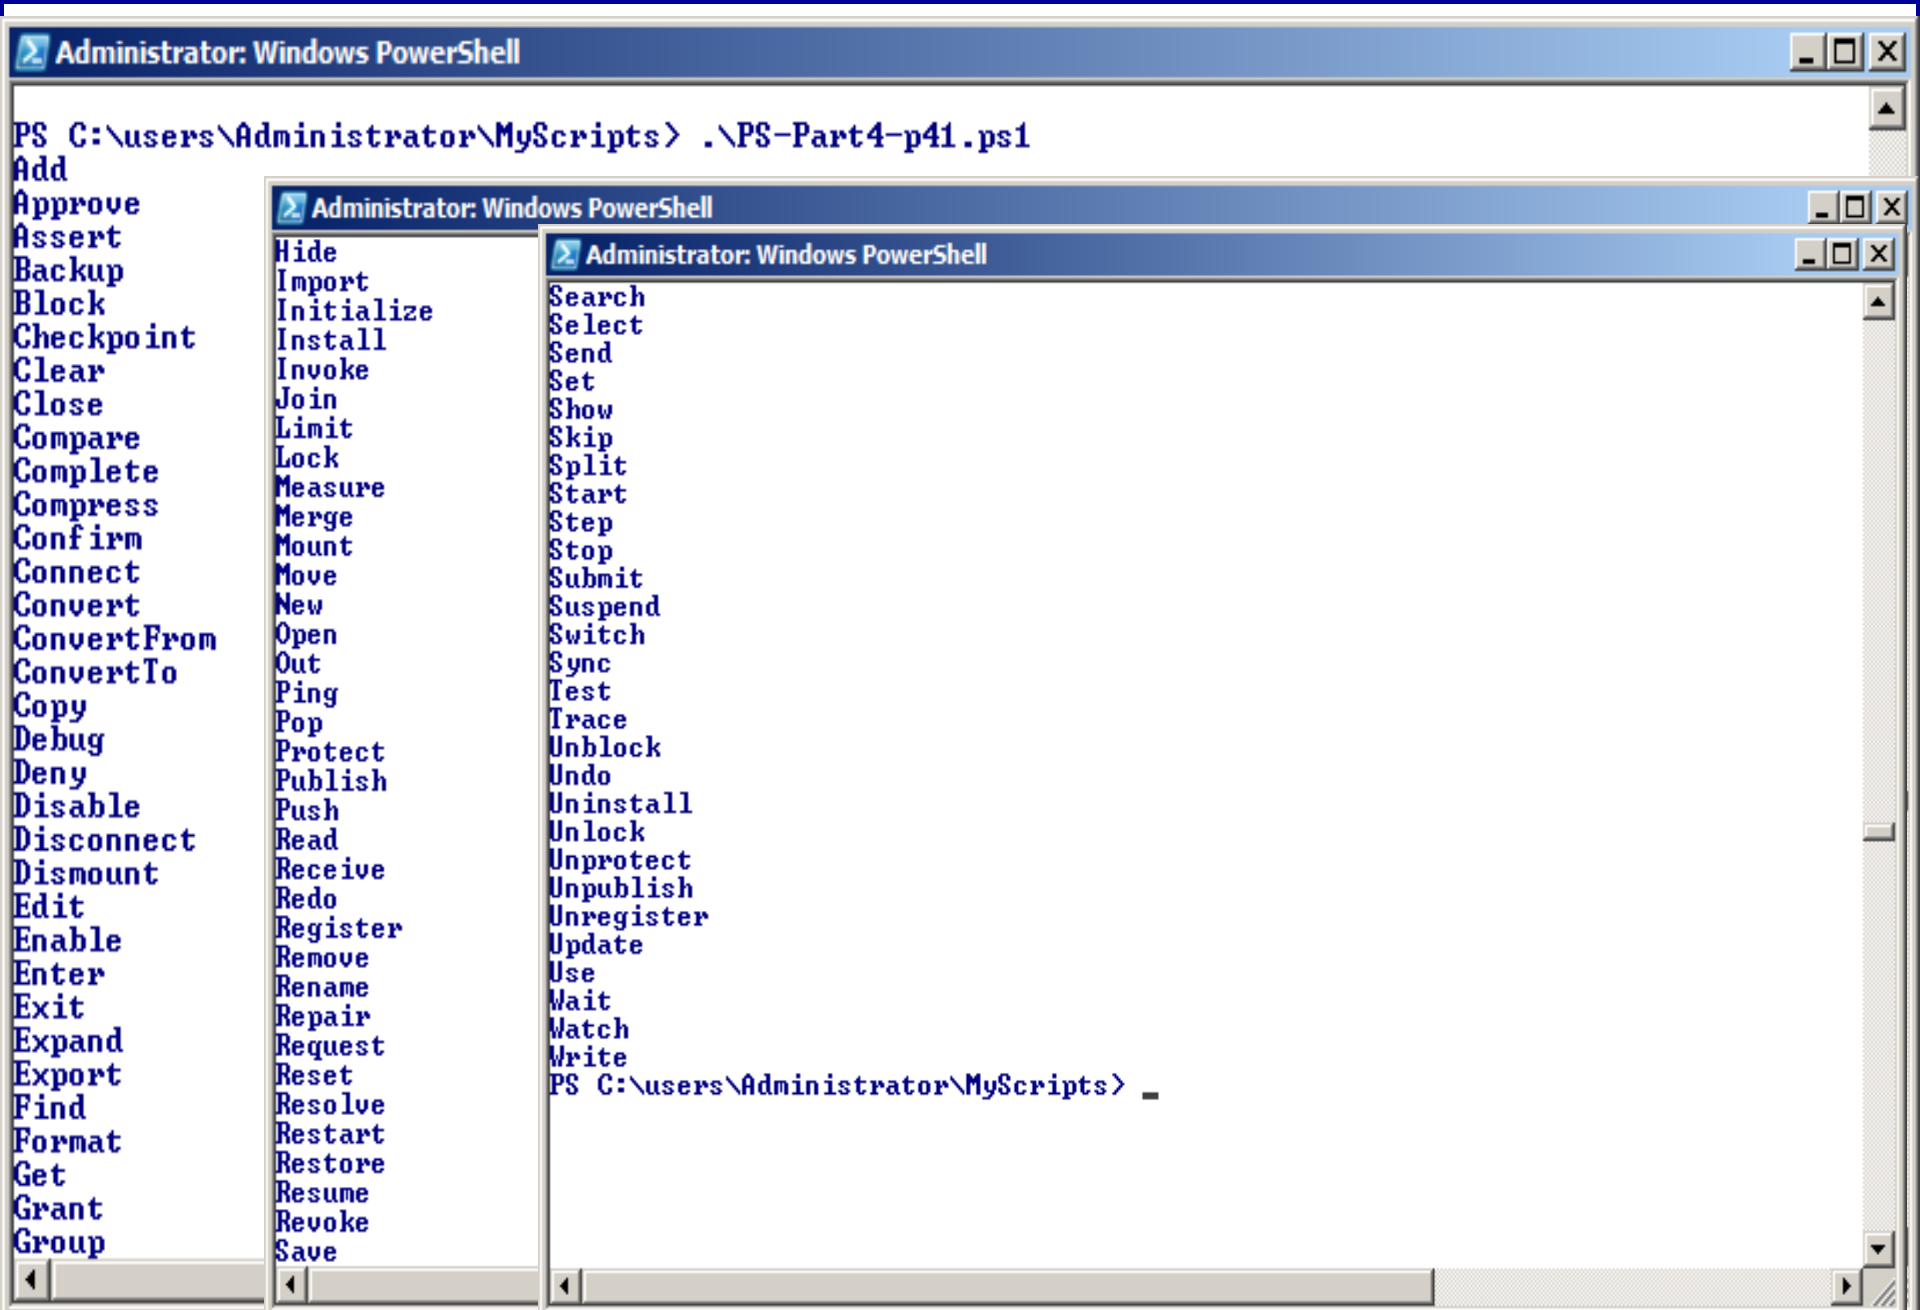 Administrator: Windows PowerShell
PS C:\users\Administrator\MyScripts> .\PS-Part4-p41.ps1
Add
Approve
Assert
Backup
Block
Checkpoint
Clear
Close
Compare
Complete
Compress
Confirm
Connect
Convert
ConvertFrom
ConvertTo
Copy
Debug
Deny
Disable
Disconnect
Dismount
Edit
Enable
Enter
Exit
Expand
Export
Find
Format
Get
Grant
Group
Administrator: Windows PowerShell
Hide
Import
Initialize
Install
Invoke
Join
Limit
Lock
Measure
Merge
Mount
Move
New
Open
Out
Ping
Pop
Protect
Publish
Push
Read
Receive
Redo
Register
Remove
Rename
Repair
Request
Reset
Resolve
Restart
Restore
Resume
Revoke
Save
Administrator: Windows PowerShell
Search
Select
Send
Set
Show
Skip
Split
Start
Step
Stop
Submit
Suspend
Switch
Sync
Test
Trace
Unblock
Undo
Uninstall
Unlock
Unprotect
Unpublish
Unregister
Update
Use
Wait
Watch
Write
PS C:\users\Administrator\MyScripts> _